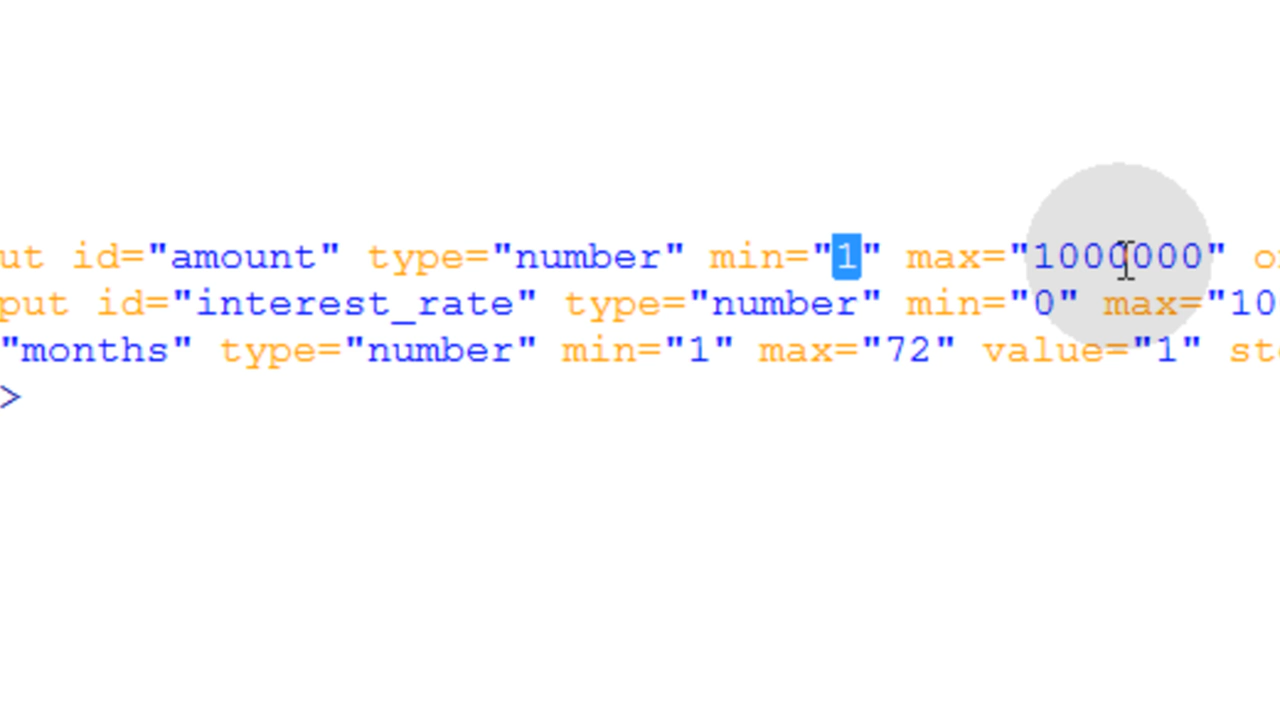 ut id="amount" type="number" min="1" max="1000000" o
put id="interest_rate" type="number" min="0" max="10
"months" type="number" min="1" max="72" value="1" ste
>